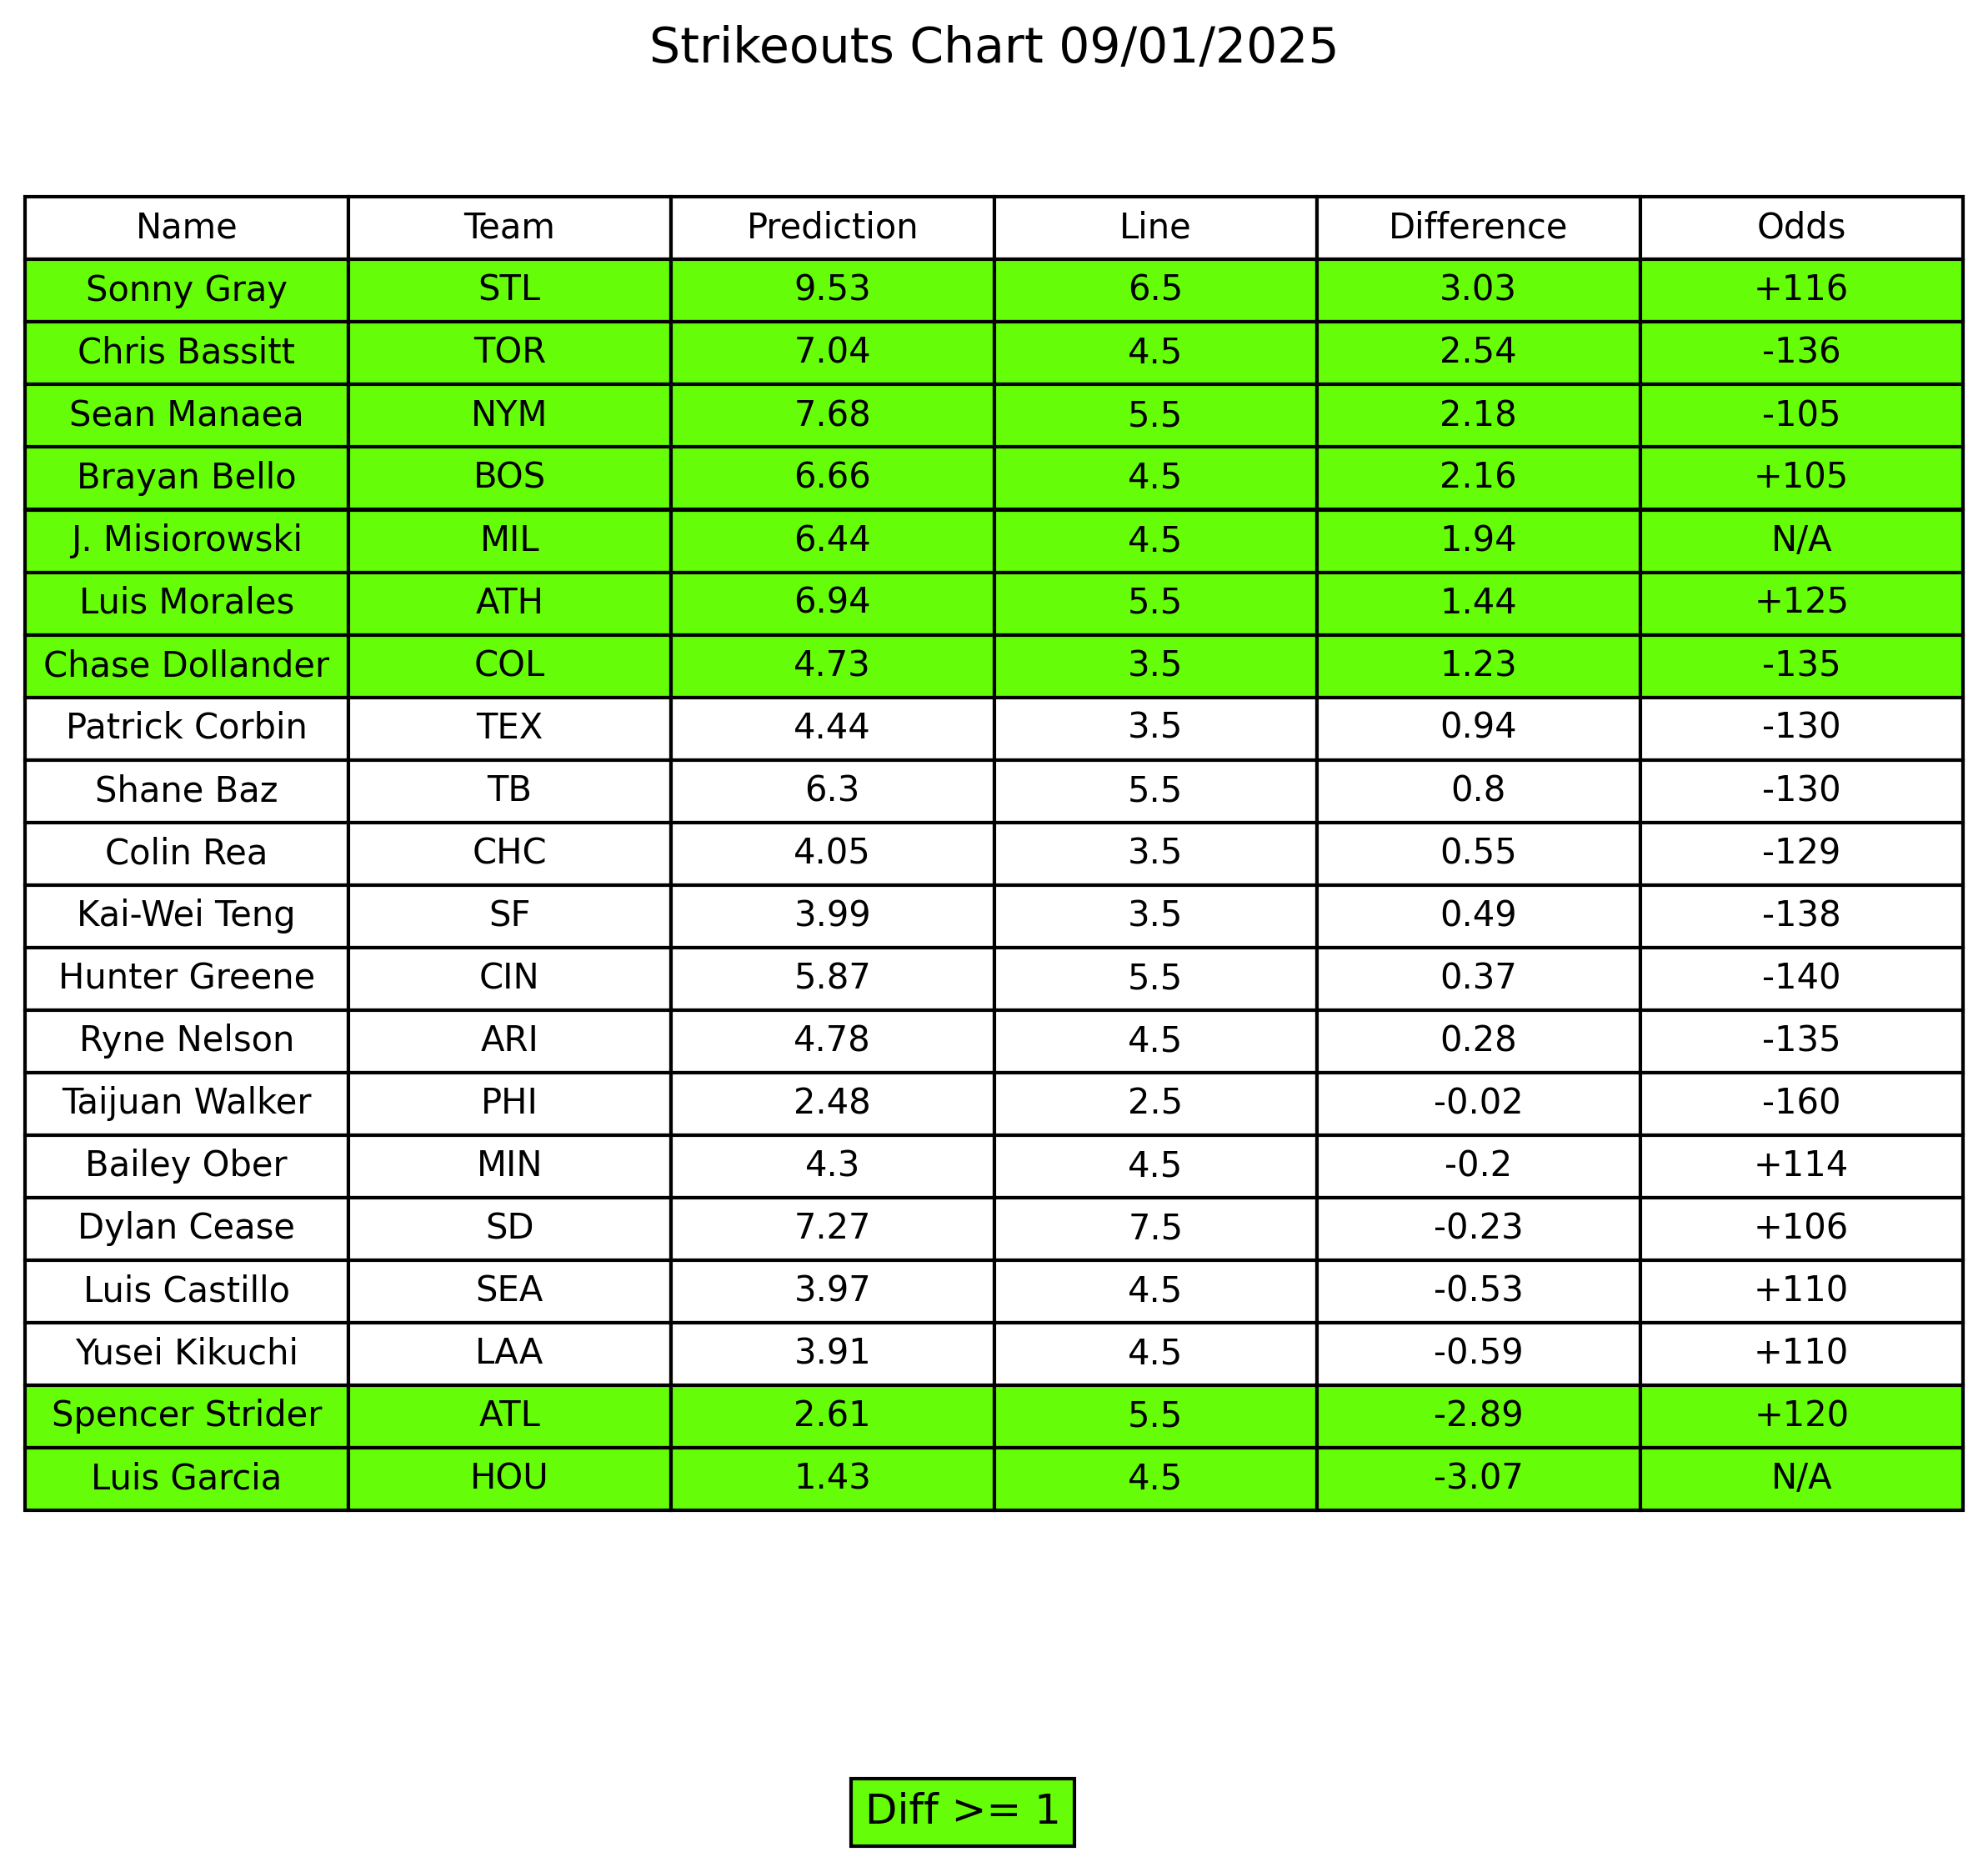 Strikeouts Chart 09/01/2025
Name Team Prediction Line Difference Odds
Sonny Gray STL 9.53 6.5 3.03 +116
Chris Bassitt TOR 7.04 4.5 2.54 -136
Sean Manaea NYM 7.68 5.5 2.18 -105
Brayan Bello BOS 6.66 4.5 2.16 +105
J. Misiorowski MIL 6.44 4.5 1.94 N/A
Luis Morales ATH 6.94 5.5 1.44 +125
Chase Dollander COL 4.73 3.5 1.23 -135
Patrick Corbin TEX 4.44 3.5 0.94 -130
Shane Baz TB 6.3 5.5 0.8 -130
Colin Rea CHC 4.05 3.5 0.55 -129
Kai-Wei Teng SF 3.99 3.5 0.49 -138
Hunter Greene CIN 5.87 5.5 0.37 -140
Ryne Nelson ARI 4.78 4.5 0.28 -135
Taijuan Walker PHI 2.48 2.5 -0.02 -160
Bailey Ober MIN 4.3 4.5 -0.2 +114
Dylan Cease SD 7.27 7.5 -0.23 +106
Luis Castillo SEA 3.97 4.5 -0.53 +110
Yusei Kikuchi LAA 3.91 4.5 -0.59 +110
Spencer Strider ATL 2.61 5.5 -2.89 +120
Luis Garcia HOU 1.43 4.5 -3.07 N/A
Diff >= 1